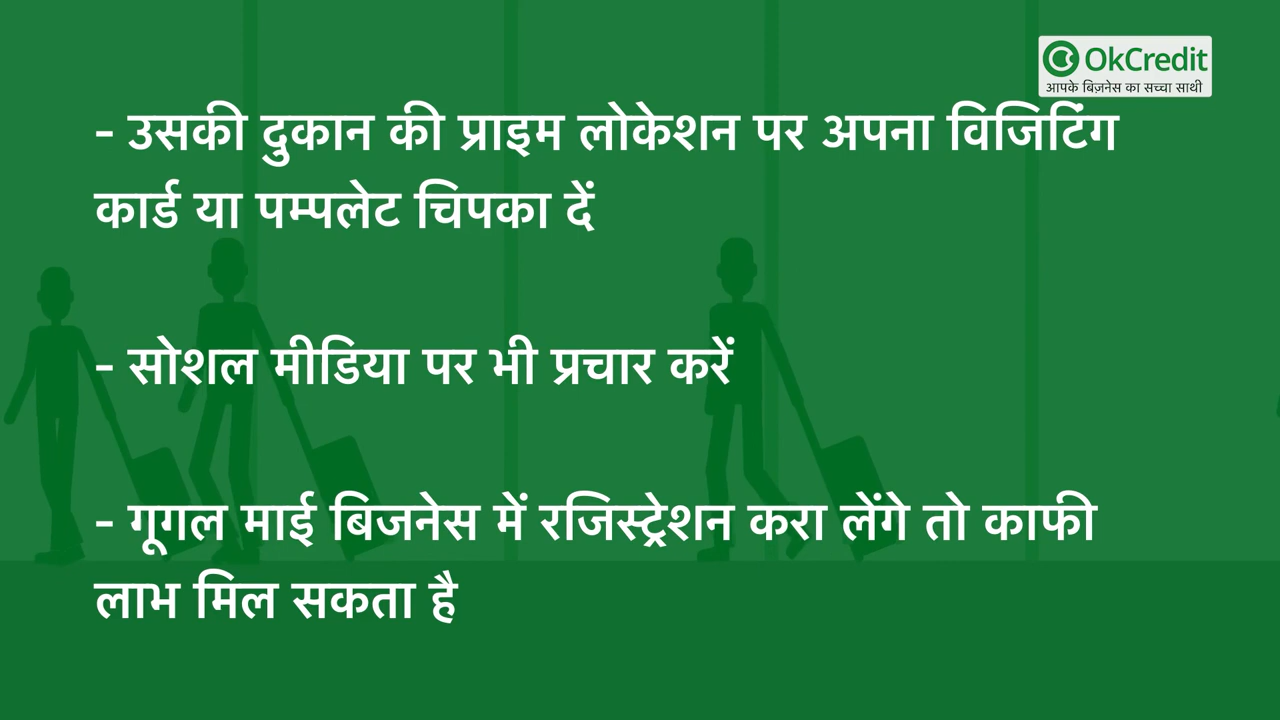 OkCredit
आपके बिज़नेस का सच्चा साथी
- उसकी दुकान की प्राइम लोकेशन पर अपना विजिटिंग
कार्ड या पम्पलेट चिपका दें
- सोशल मीडिया पर भी प्रचार करें
- गूगल माई बिजनेस में रजिस्ट्रेशन करा लेंगे तो काफी
लाभ मिल सकता है